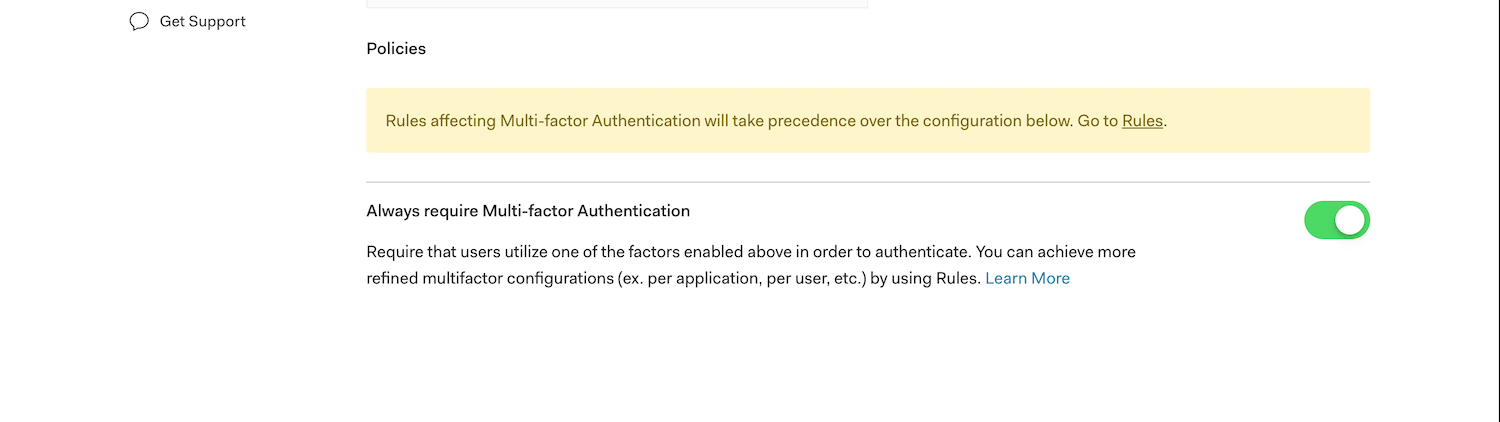 Get Support
Policies
Rules affecting Multi-factor Authentication will take precedence over the configuration below. Go to Rules.
Always require Multi-factor Authentication
Require that users utilize one of the factors enabled above in order to authenticate. You can achieve more
refined multifactor configurations (ex. per application, per user, etc.) by using Rules. Learn More